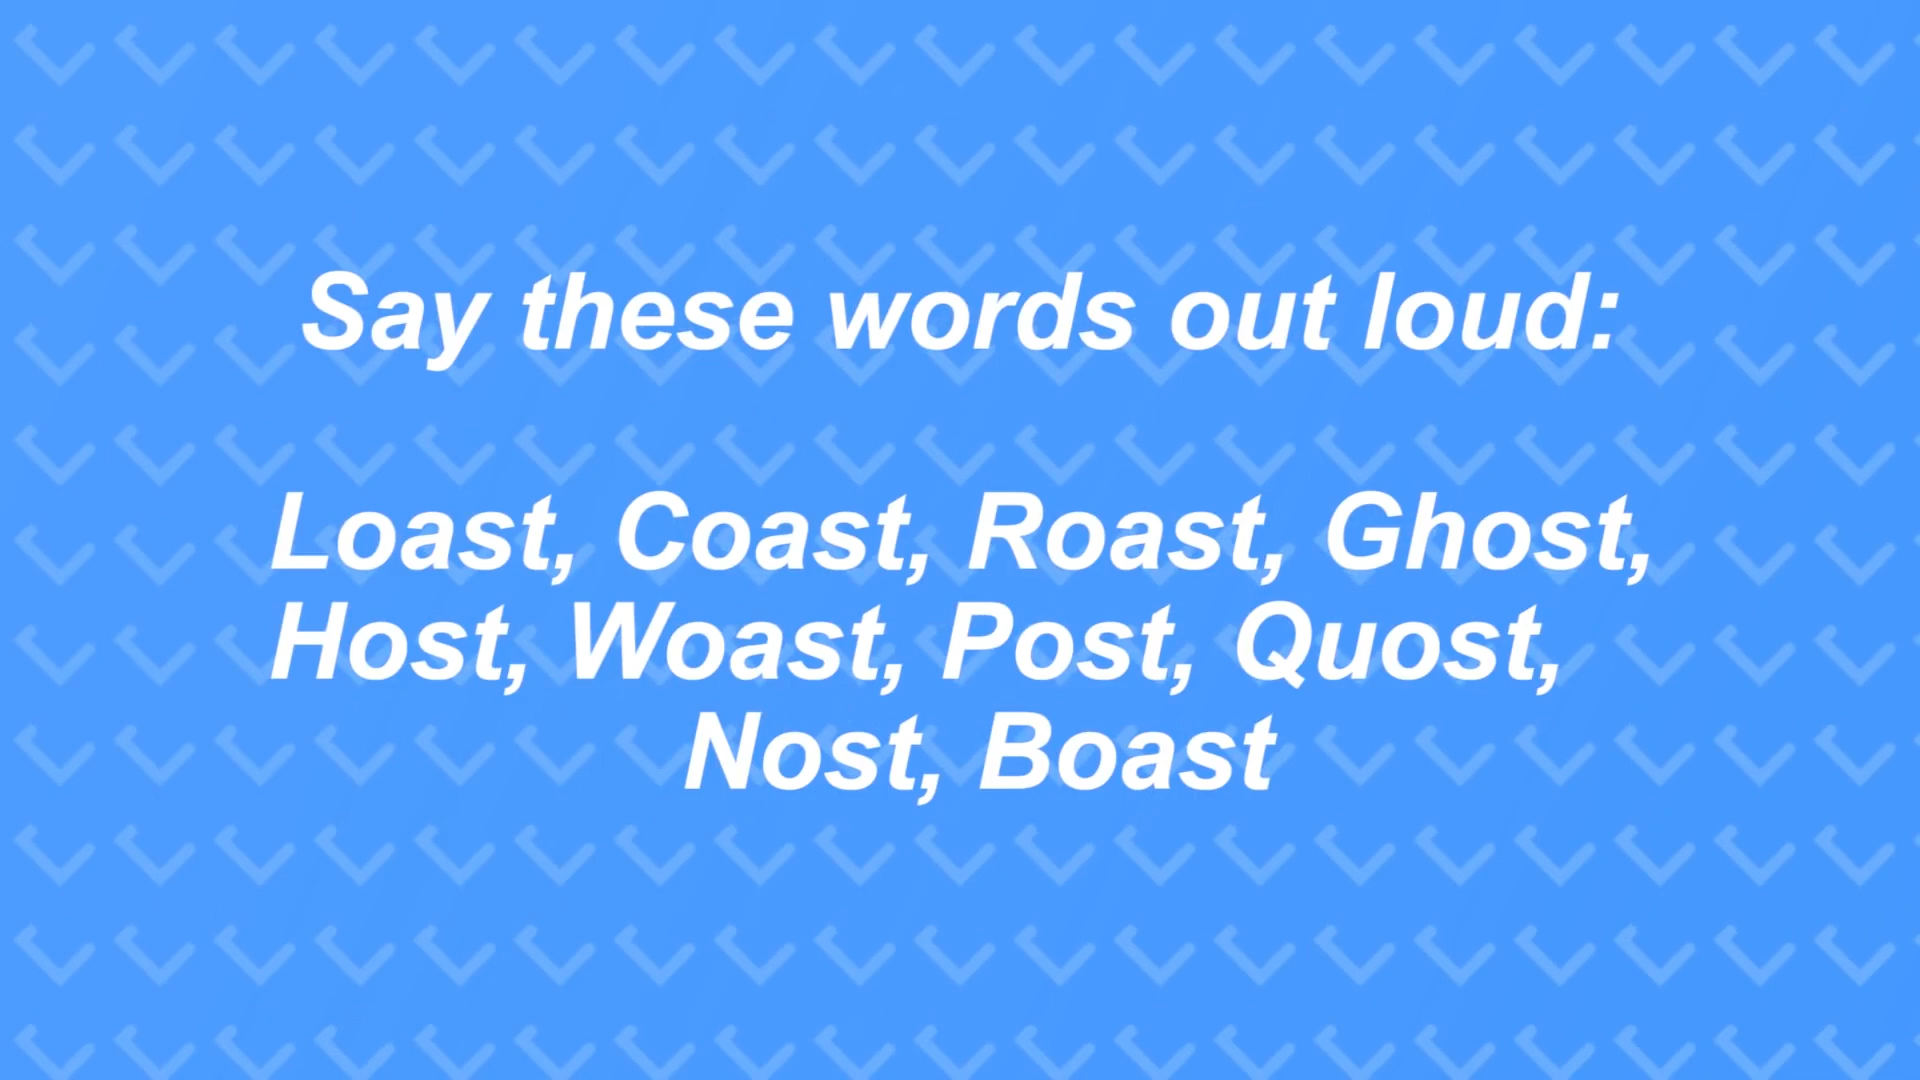 Say these words out loud:
Loast, Coast, Roast, Ghost,
Host, Woast, Post, Quost,
Nost, Boast